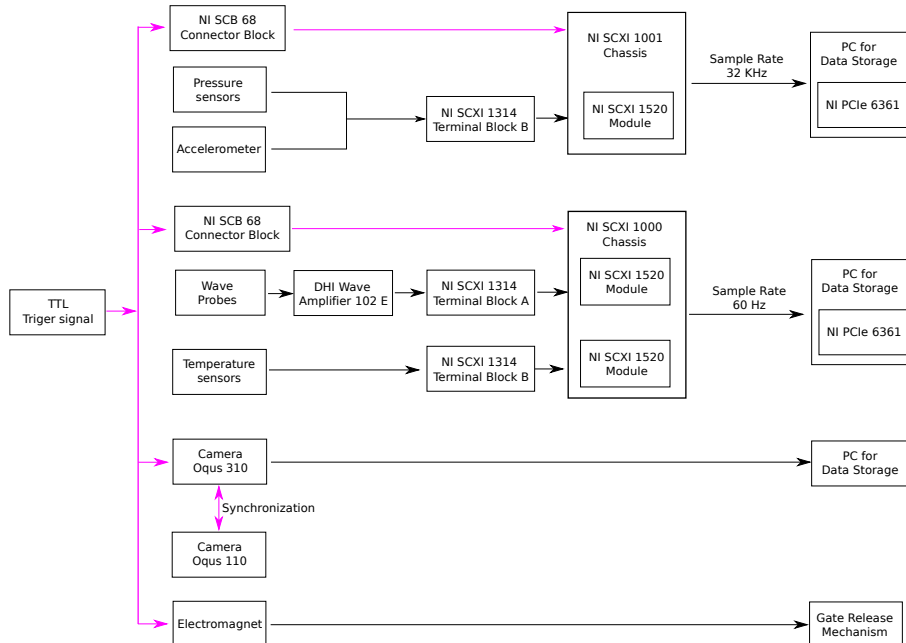 NI SCB 68
Connector Block
NI SCXI 1001
Chassis
Sample Rate
32 KHz
PC for
Data Storage
Pressure
sensors
NI SCXI 1314
Terminal Block B
NI SCXI 1520
Module
NI PCIe 6361
Accelerometer
NI SCB 68
Connector Block
NI SCXI 1000
Chassis
TTL
Triger signal
Wave
Probes
DHI Wave
Amplifier 102 E
NI SCXI 1314
Terminal Block A
NI SCXI 1520
Module
Sample Rate
60 Hz
PC for
Data Storage
NI PCIe 6361
Temperature
sensors
NI SCXI 1314
Terminal Block B
NI SCXI 1520
Module
Camera
Oqus 310
PC for
Data Storage
Synchronization
Camera
Oqus 110
Electromagnet
Gate Release
Mechanism